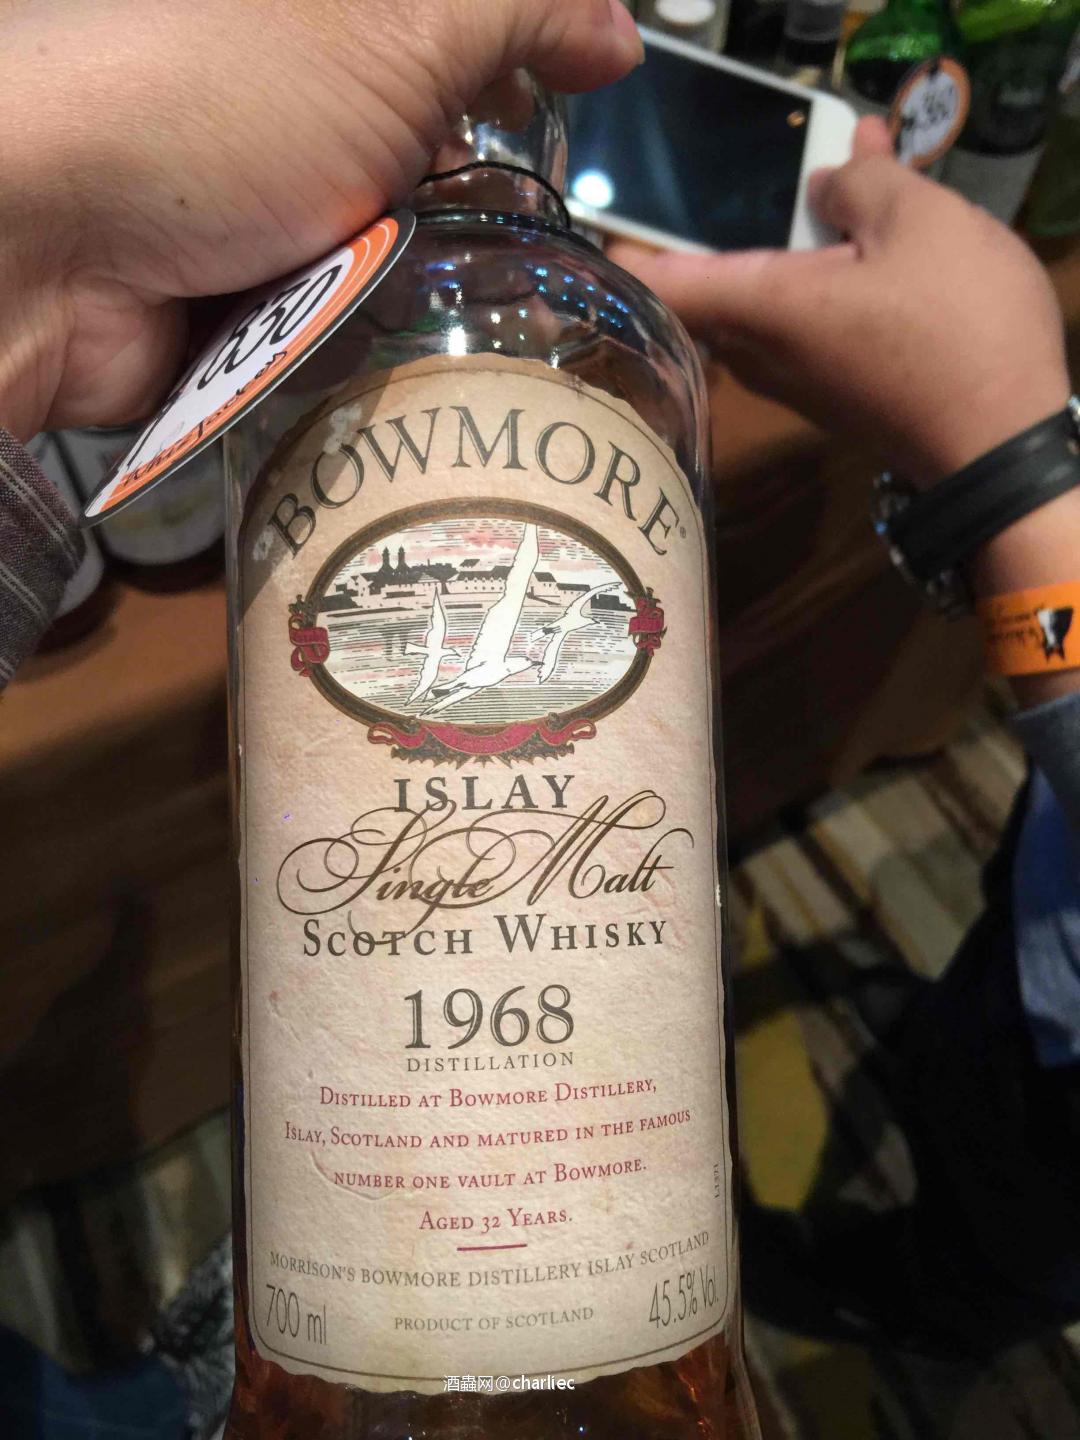 360
330
BOWMORE®
ISLAY
Single Malt
SCOTCH WHISKY
1968
DISTILLATION
DISTILLED AT BOWMORE DISTILLERY,
ISLAY, SCOTLAND AND MATURED IN THE FAMOUS
NUMBER ONE VAULT AT BOWMORE.
AGED 32 YEARS.
MORRISON'S BOWMORE DISTILLERY ISLAY SCOTLAND
700 ml
PRODUCT OF SCOTLAND
45.5% Vol.
酒蟲网@charliec